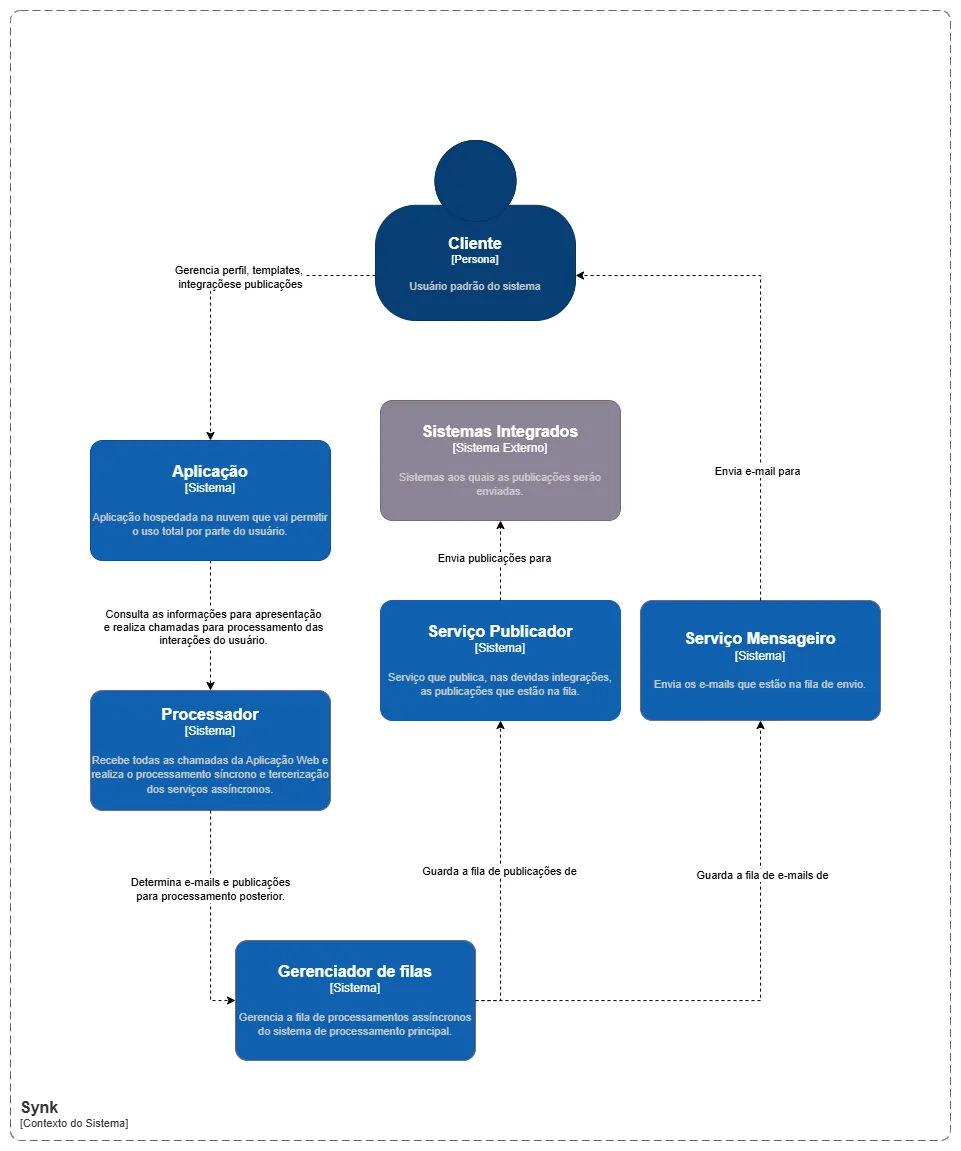 Cliente
[Persona]
Usuário padrão do sistema
Gerencia perfil, templates,
integraçõese publicações
Sistemas Integrados
[Sistema Externo]
Sistemas aos quais as publicações serão
enviadas.
Envia e-mail para
Aplicação
[Sistema]
Aplicação hospedada na nuvem que vai permitir
o uso total por parte do usuário.
Envia publicações para
Consulta as informações para apresentação
e realiza chamadas para processamento das
interações do usuário.
Serviço Publicador
[Sistema]
Serviço que publica, nas devidas integrações,
as publicações que estão na fila.
Serviço Mensageiro
[Sistema]
Envia os e-mails que estão na fila de envio.
Processador
[Sistema]
Recebe todas as chamadas da Aplicação Web e
realiza o processamento síncrono e tercerização
dos serviços assíncronos.
Determina e-mails e publicações
para processamento posterior.
Guarda a fila de publicações de
Guarda a fila de e-mails de
Gerenciador de filas
[Sistema]
Gerencia a fila de processamentos assíncronos
do sistema de processamento principal.
Synk
[Contexto do Sistema]